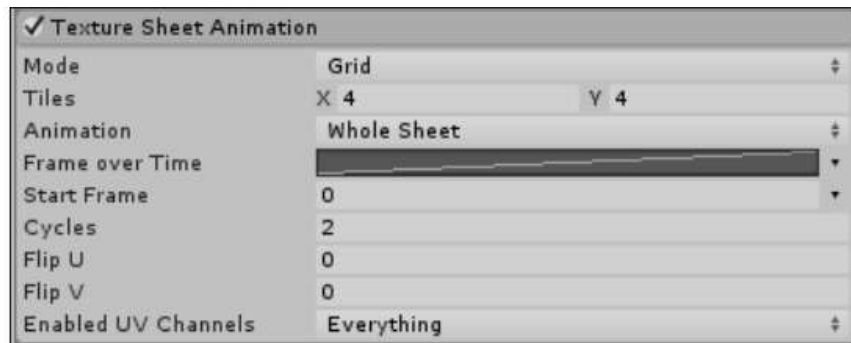 Texture Sheet Animation
Mode Grid
Tiles X 4 Y 4
Animation Whole Sheet
Frame over Time
Start Frame 0
Cycles 2
Flip U 0
Flip V 0
Enabled UV Channels Everything